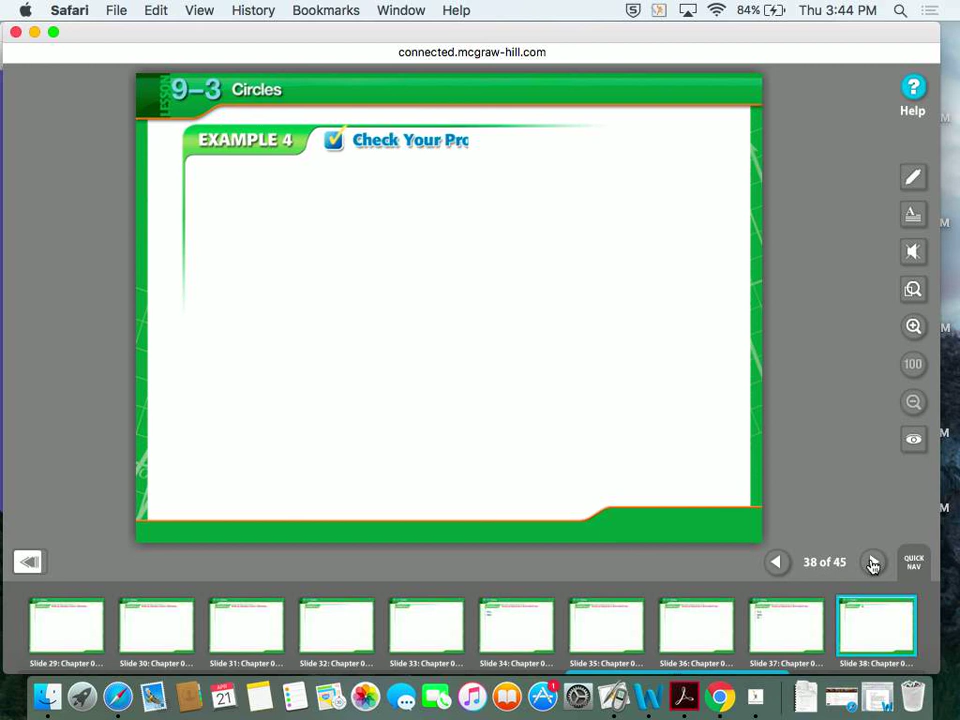 Safari File Edit View History Bookmarks Window Help
84% Thu 3:44 PM
connected.mcgraw-hill.com
LESSON 9–3 Circles
EXAMPLE 4 Check Your Pro
Help
100
38 of 45
QUICK NAV
Slide 29: Chapter 0...
Slide 30: Chapter 0...
Slide 31: Chapter 0...
Slide 32: Chapter 0...
Slide 33: Chapter 0...
Slide 34: Chapter 0...
Slide 35: Chapter 0...
Slide 36: Chapter 0...
Slide 37: Chapter 0...
Slide 38: Chapter 0...
APR 21